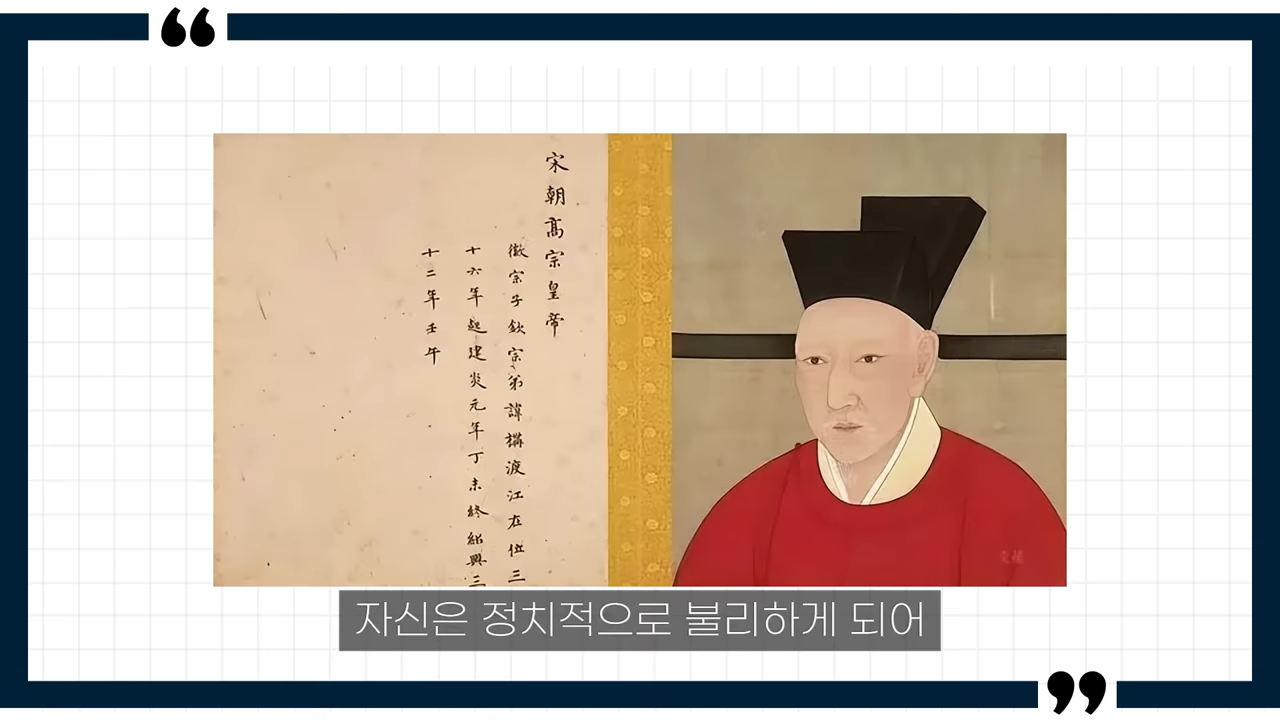 宋朝高宗皇帝
徽宗子欽宗弟諱構渡江在位三
十六年起建炎元年丁未終紹興三
十二年壬午
자신은 정치적으로 불리하게 되어